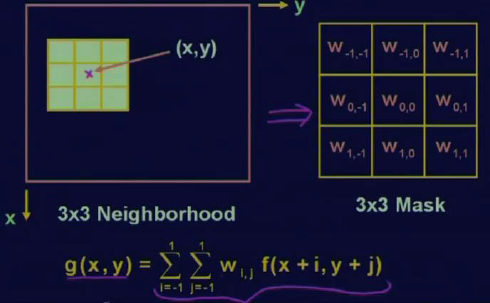 y
(x,y)
x
W-1,-1 W-1,0 W-1,1
W0,-1 W0,0 W0,1
W1,-1 W1,0 W1,1
x
3x3 Neighborhood
3x3 Mask
g(x,y) = ∑_{i=-1}^{1} ∑_{j=-1}^{1} w_{i,j} f(x + i, y + j)